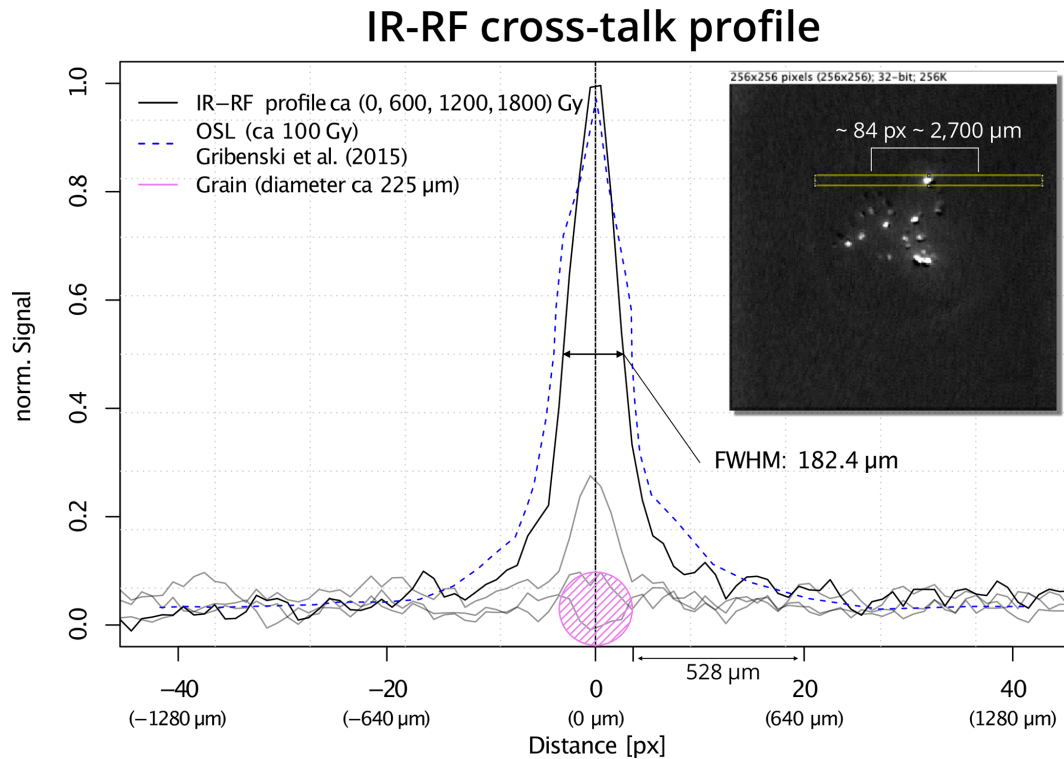 IR-RF cross-talk profile
IR−RF profile ca (0, 600, 1200, 1800) Gy
OSL (ca 100 Gy)
Gribenski et al. (2015)
Grain (diameter ca 225 µm)
256x256 pixels (256x256); 32-bit; 256K
~ 84 px ~ 2,700 µm
FWHM: 182.4 µm
528 µm
norm. Signal
1.0
0.8
0.6
0.4
0.2
0.0
−40 −20 0 20 40
(−1280 µm) (−640 µm) (0 µm) (640 µm) (1280 µm)
Distance [px]